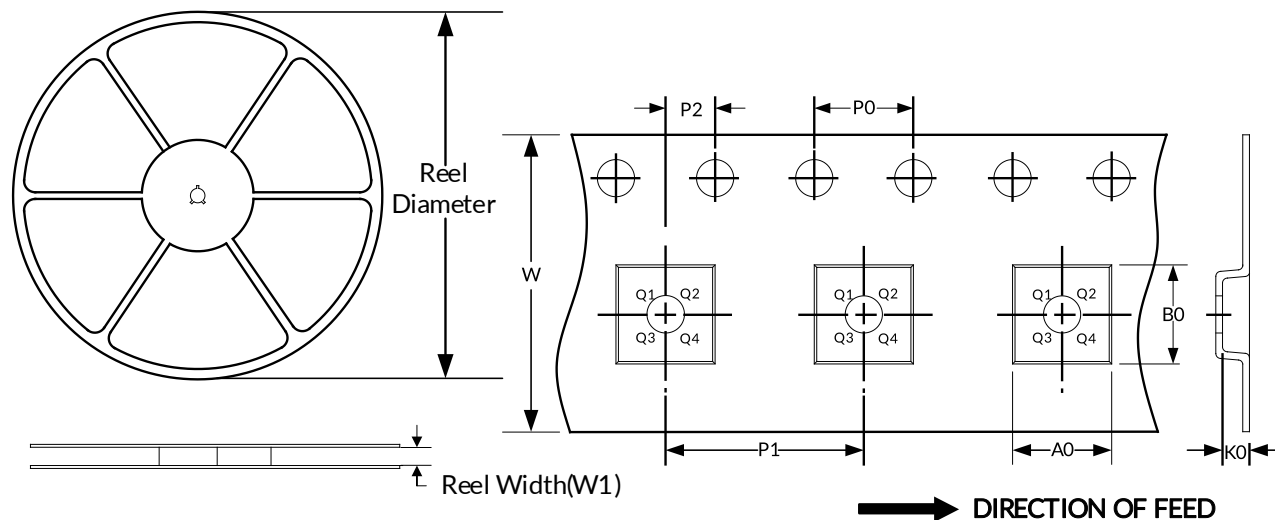 P2
P0
Reel
Diameter
W
Q1 Q2
Q3 Q4
Q1 Q2
Q3 Q4
Q1 Q2
Q3 Q4
B0
P1
A0
K0
Reel Width(W1)
DIRECTION OF FEED